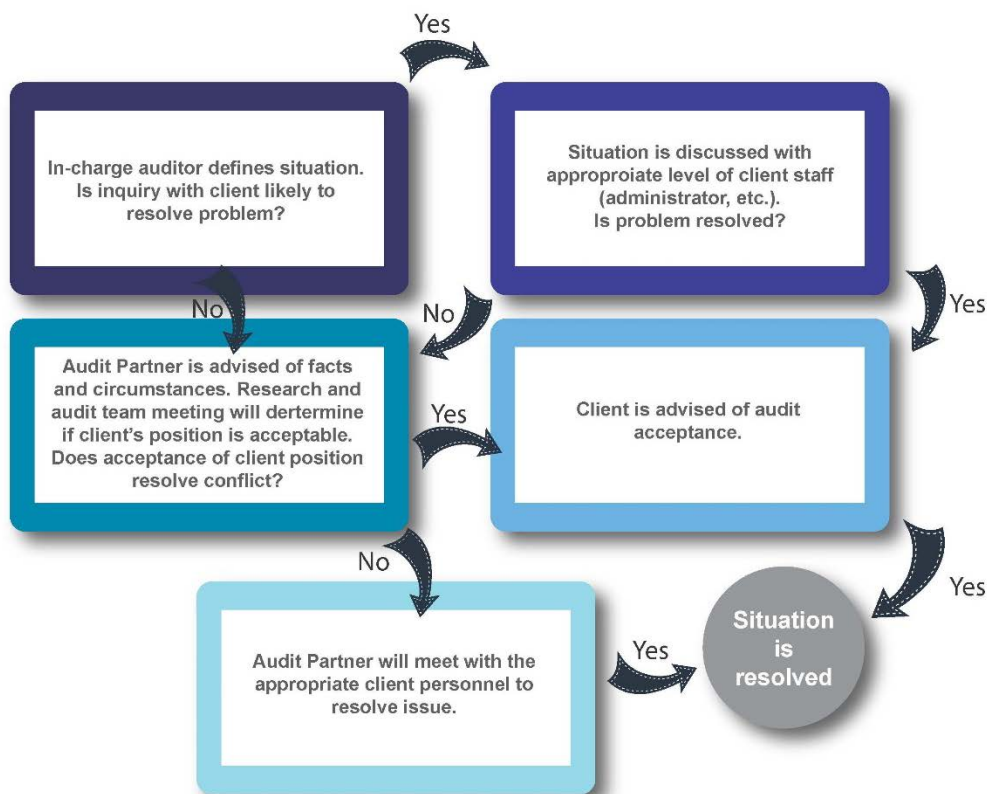 Yes
In-charge auditor defines situation.
Is inquiry with client likely to
resolve problem?
Situation is discussed with
approproiate level of client staff
(administrator, etc.).
Is problem resolved?
No
No
Yes
Audit Partner is advised of facts
and circumstances. Research and
audit team meeting will dertermine
if client's position is acceptable.
Does acceptance of client position
resolve conflict?
Yes
Client is advised of audit
acceptance.
No
Yes
Audit Partner will meet with the
appropriate client personnel to
resolve issue.
Yes
Situation
is
resolved